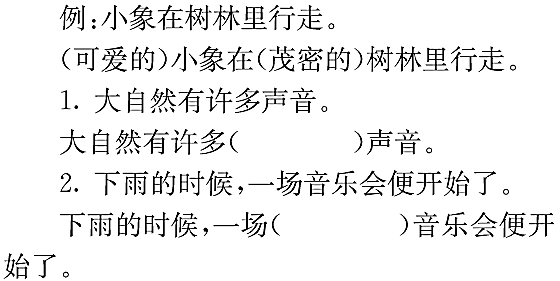 例:小象在树林里行走。
(可爱的)小象在(茂密的)树林里行走。
1. 大自然有许多声音。
大自然有许多(　　　　)声音。
2. 下雨的时候,一场音乐会便开始了。
下雨的时候,一场(　　　　)音乐会便开
始了。